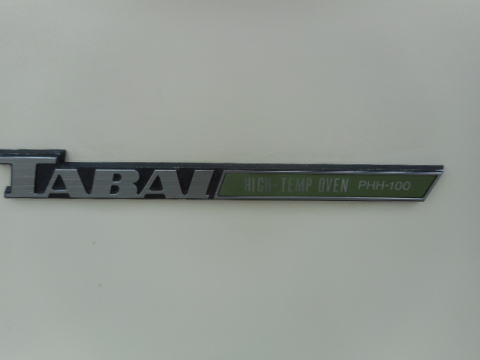 TABAI HIGH-TEMP OVEN PHH-100